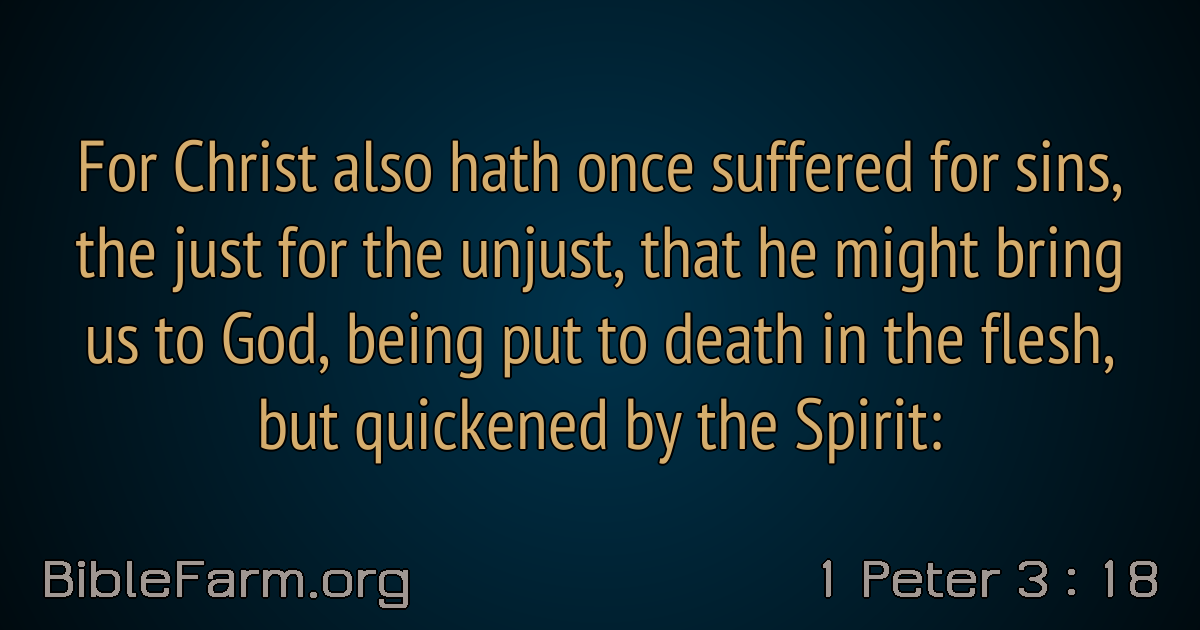 For Christ also hath once suffered for sins,
the just for the unjust, that he might bring
us to God, being put to death in the flesh,
but quickened by the Spirit:
BibleFarm.org
1 Peter 3 : 18